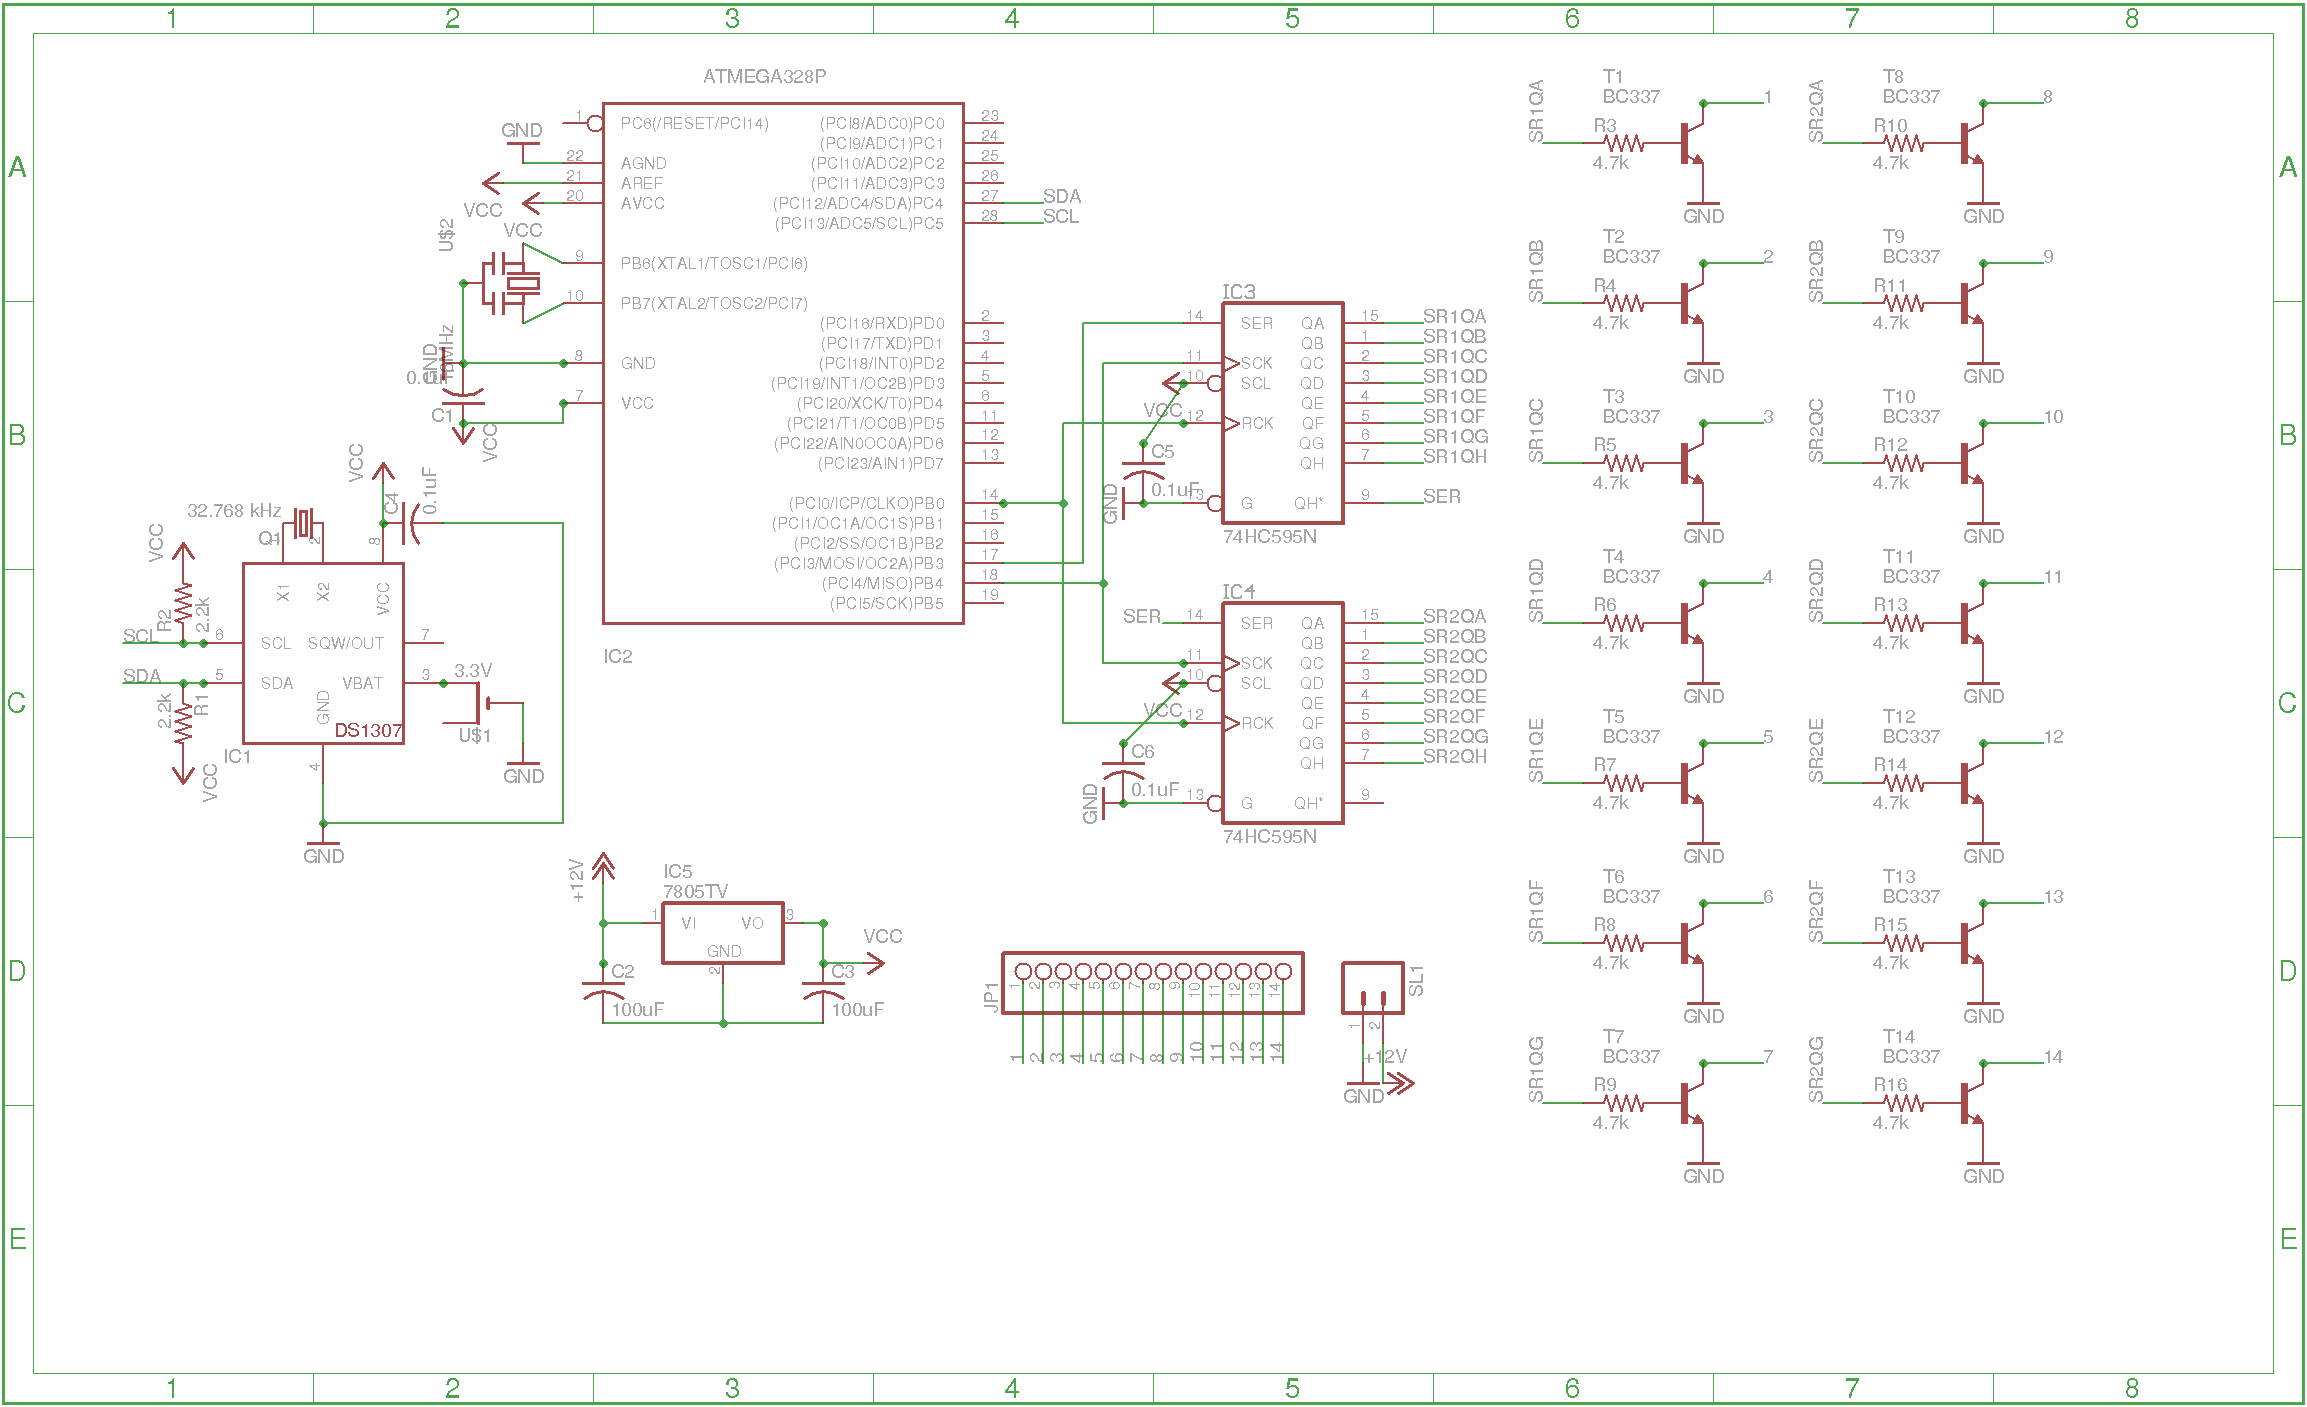 1 2 3 4 5 6 7 8
A
B
C
D
E
A
B
C
D
E
1 2 3 4 5 6 7 8
ATMEGA328P
1 PC6(/RESET/PCI14)
22 AGND
21 AREF
20 AVCC
9 PB6(XTAL1/TOSC1/PCI6)
10 PB7(XTAL2/TOSC2/PCI7)
8 GND
7 VCC
(PCI8/ADC0)PC0 23
(PCI9/ADC1)PC1 24
(PCI10/ADC2)PC2 25
(PCI11/ADC3)PC3 26
(PCI12/ADC4/SDA)PC4 27 SDA
(PCI13/ADC5/SCL)PC5 28 SCL
(PCI16/RXD)PD0 2
(PCI17/TXD)PD1 3
(PCI18/INT0)PD2 4
(PCI19/INT1/OC2B)PD3 5
(PCI20/XCK/T0)PD4 6
(PCI21/T1/OC0B)PD5 11
(PCI22/AIN0OC0A)PD6 12
(PCI23/AIN1)PD7 13
(PCI0/ICP/CLKO)PB0 14
(PCI1/OC1A/OC1S)PB1 15
(PCI2/SS/OC1B)PB2 16
(PCI3/MOSI/OC2A)PB3 17
(PCI4/MISO)PB4 18
(PCI5/SCK)PB5 19
IC2
GND
VCC
VCC
U$2
GND
0.1uF
C1
VCC
VCC
C4
0.1uF
32.768 kHz
Q1
1 2 8
VCC
R2
2.2k
X1 X2 VCC
SCL 6 SCL SQW/OUT 7
SDA 5 SDA VBAT 3 3.3V
2.2k
R1
GND
DS1307
IC1
4
VCC
GND
U$1
GND
IC3
14 SER QA 15 SR1QA
QB 1 SR1QB
11 SCK QC 2 SR1QC
10 SCL QD 3 SR1QD
QE 4 SR1QE
VCC
12 RCK QF 5 SR1QF
QG 6 SR1QG
QH 7 SR1QH
C5
0.1uF
GND
13 G QH* 9 SER
74HC595N
IC4
SER 14 SER QA 15 SR2QA
QB 1 SR2QB
11 SCK QC 2 SR2QC
10 SCL QD 3 SR2QD
QE 4 SR2QE
VCC
12 RCK QF 5 SR2QF
QG 6 SR2QG
QH 7 SR2QH
C6
0.1uF
GND
13 G QH* 9
74HC595N
+12V
IC5
7805TV
1 VI VO 3
GND
2
C2
100uF
C3
100uF
VCC
JP1
1 2 3 4 5 6 7 8 9 10 11 12 13 14
1 2 3 4 5 6 7 8 9 10 11 12 13 14
SL1
1 2
+12V
GND
SR1QA
T1
BC337
R3
4.7k
1
GND
SR1QB
T2
BC337
R4
4.7k
2
GND
SR1QC
T3
BC337
R5
4.7k
3
GND
SR1QD
T4
BC337
R6
4.7k
4
GND
SR1QE
T5
BC337
R7
4.7k
5
GND
SR1QF
T6
BC337
R8
4.7k
6
GND
SR1QG
T7
BC337
R9
4.7k
7
GND
SR2QA
T8
BC337
R10
4.7k
8
GND
SR2QB
T9
BC337
R11
4.7k
9
GND
SR2QC
T10
BC337
R12
4.7k
10
GND
SR2QD
T11
BC337
R13
4.7k
11
GND
SR2QE
T12
BC337
R14
4.7k
12
GND
SR2QF
T13
BC337
R15
4.7k
13
GND
SR2QG
T14
BC337
R16
4.7k
14
GND